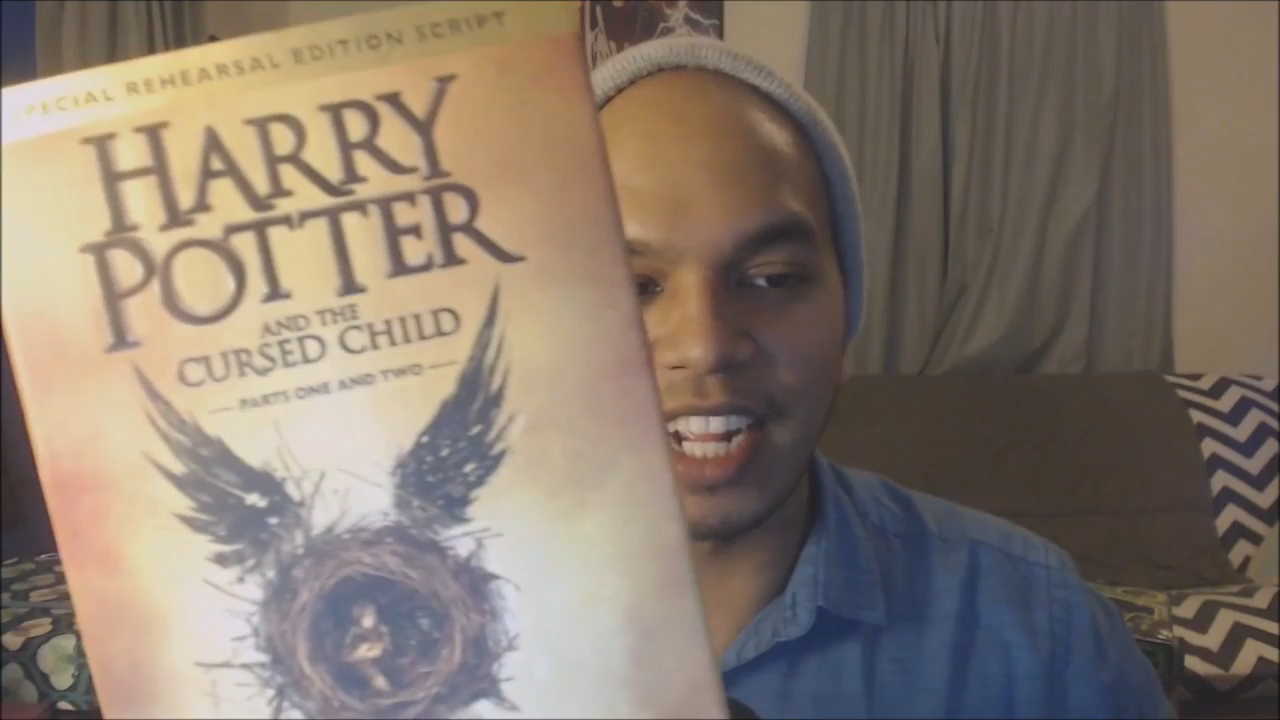 SPECIAL REHEARSAL EDITION SCRIPT
HARRY
POTTER
AND THE
CURSED CHILD
PARTS ONE AND TWO